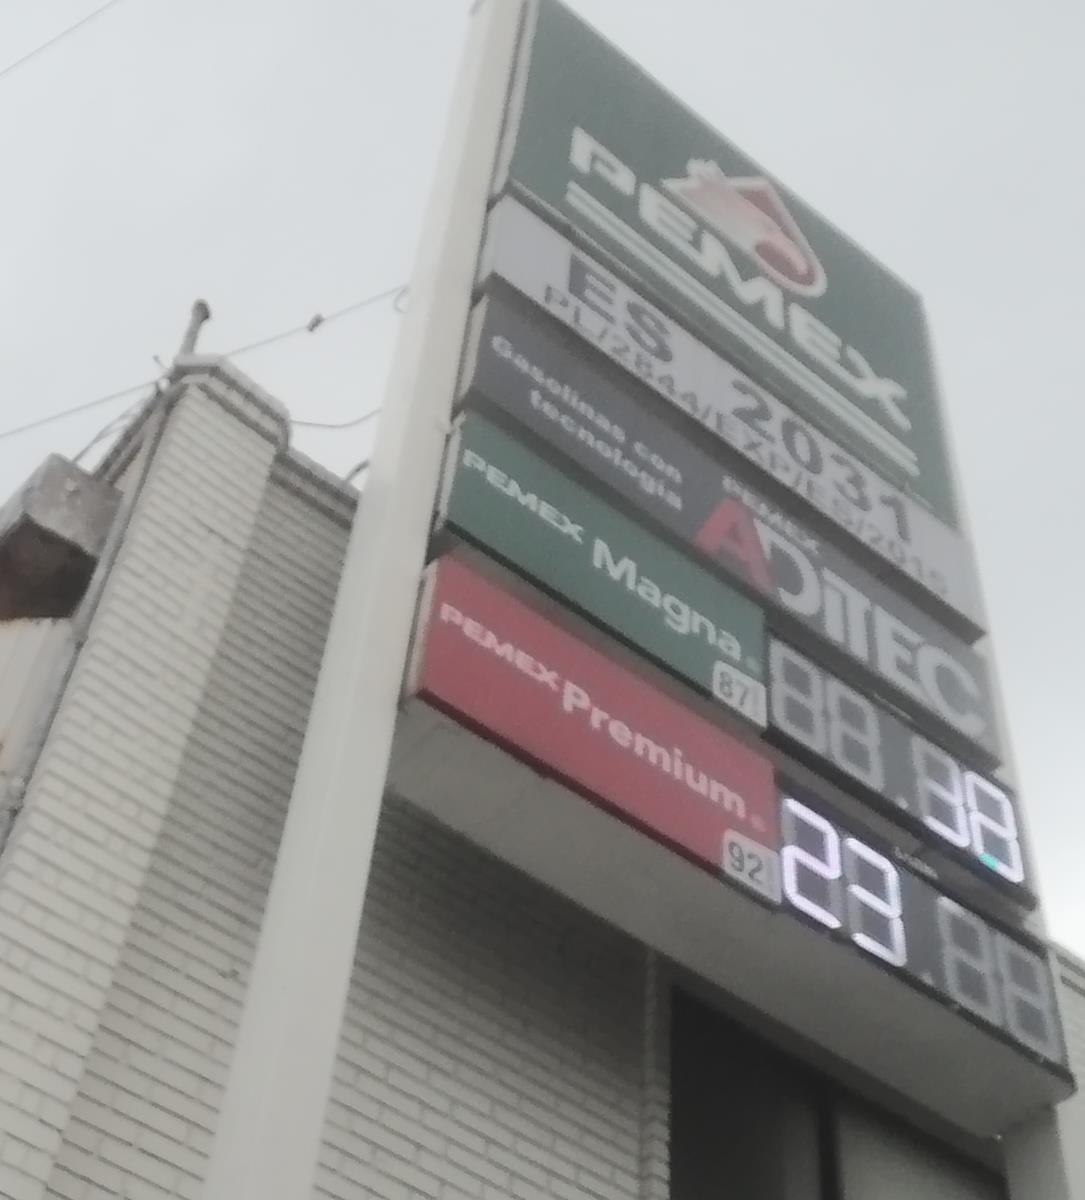 PEMEX
ES 2031
PL/2844/EXP/ES/2015
Gasolinas con
tecnología
PEMEX
ADITEC
PEMEX Magna
87
.38
PEMEX Premium
92
23